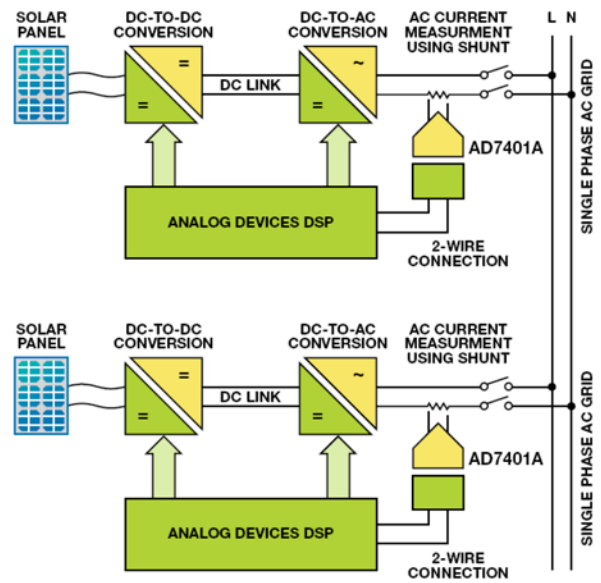 SOLAR
PANEL
DC-TO-DC
CONVERSION
DC-TO-AC
CONVERSION
AC CURRENT
MEASURMENT
USING SHUNT
L N
=
=
DC LINK
~
=
AD7401A
ANALOG DEVICES DSP
2-WIRE
CONNECTION
SINGLE PHASE AC GRID
SOLAR
PANEL
DC-TO-DC
CONVERSION
DC-TO-AC
CONVERSION
AC CURRENT
MEASURMENT
USING SHUNT
=
=
DC LINK
~
=
AD7401A
ANALOG DEVICES DSP
2-WIRE
CONNECTION
SINGLE PHASE AC GRID